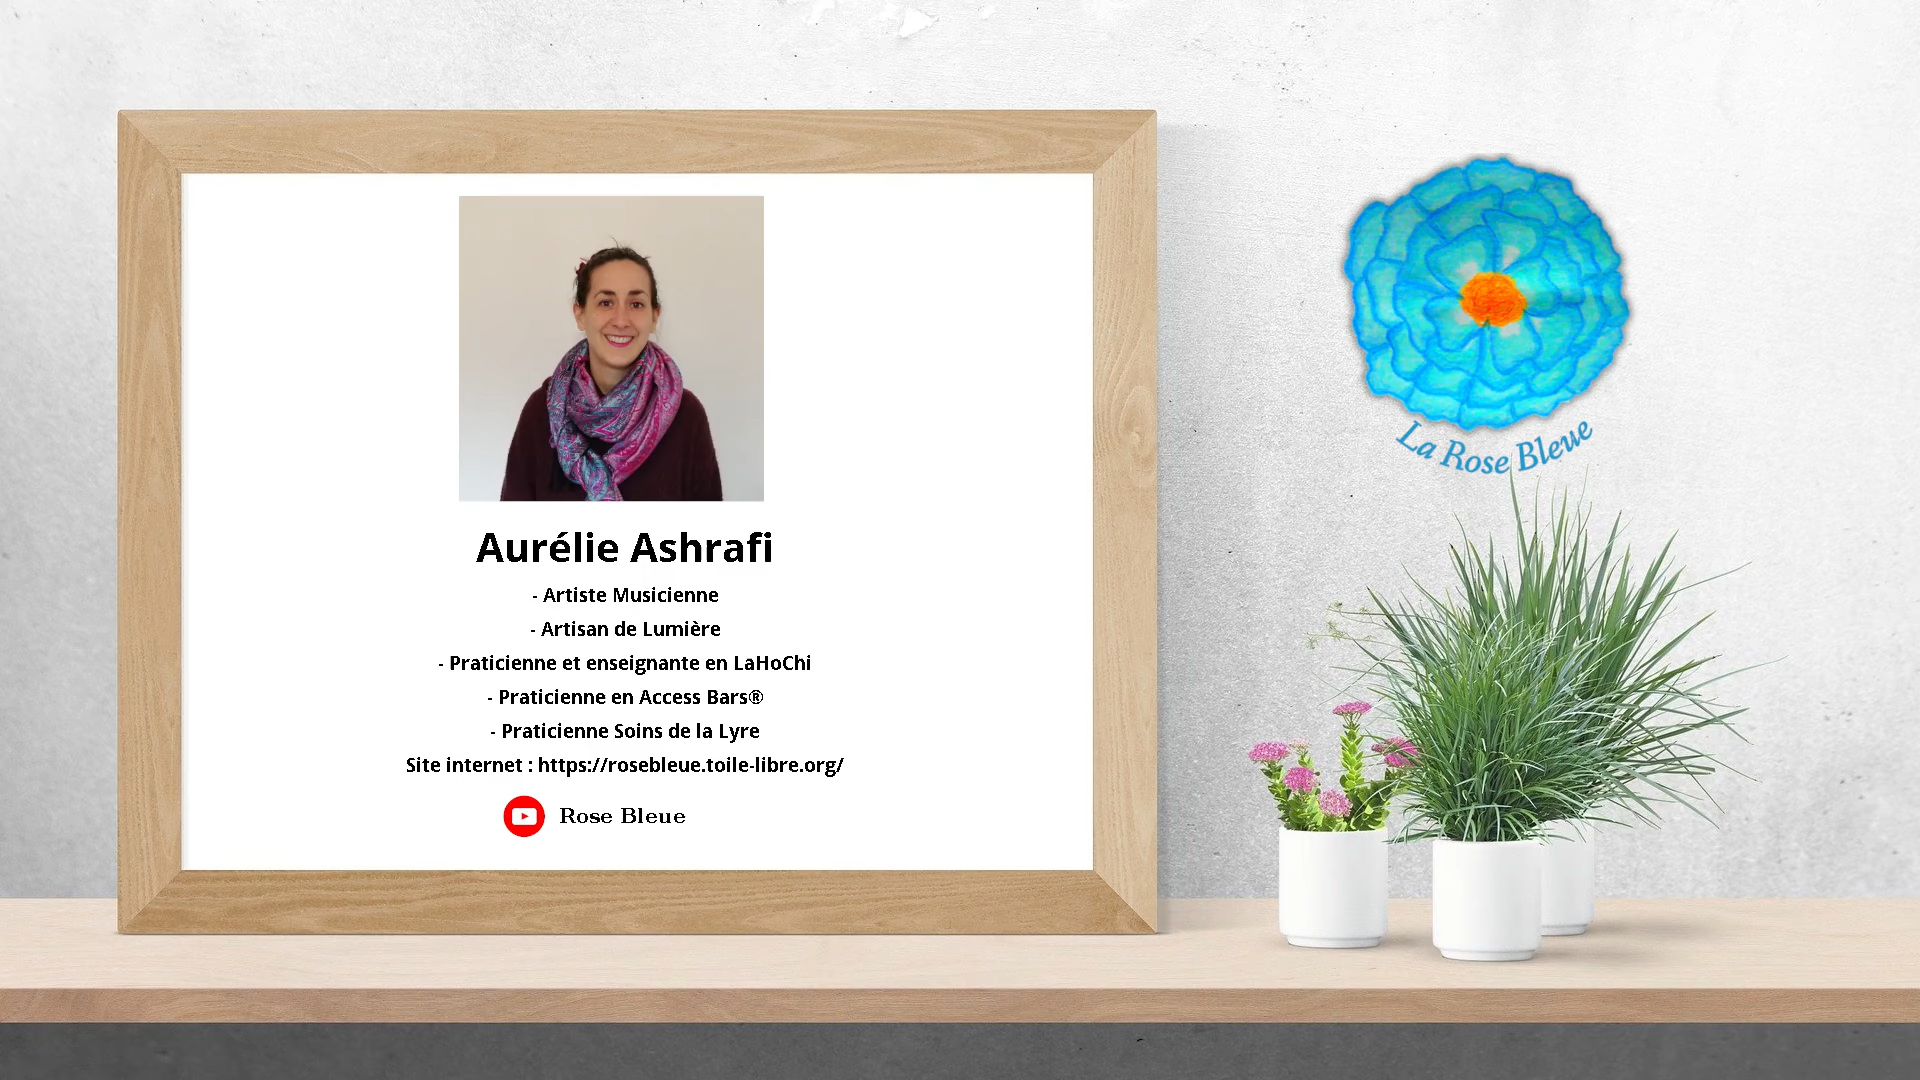 Aurélie Ashrafi
- Artiste Musicienne
- Artisan de Lumière
- Praticienne et enseignante en LaHoChi
- Praticienne en Access Bars®
- Praticienne Soins de la Lyre
Site internet : https://rosebleue.toile-libre.org/
Rose Bleue
La Rose Bleue